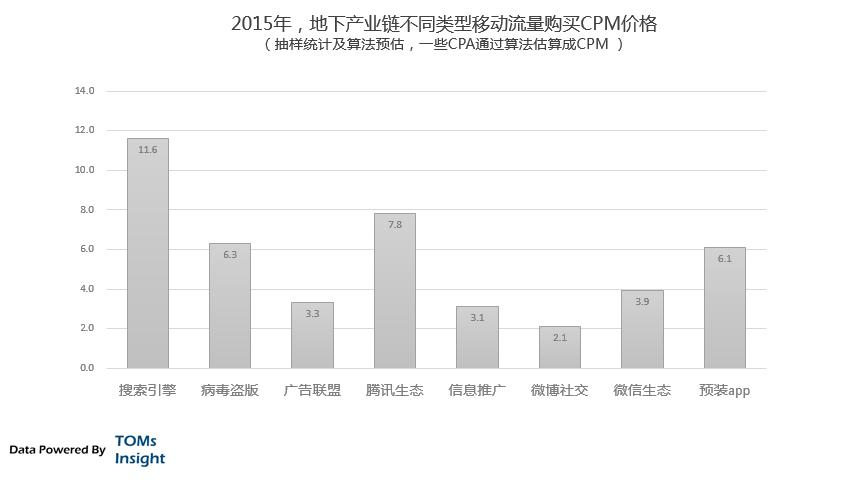 2015年，地下产业链不同类型移动流量购买CPM价格
（抽样统计及算法预估，一些CPA通过算法估算成CPM ）
14.0
12.0
10.0
8.0
6.0
4.0
2.0
0.0
11.6
6.3
3.3
7.8
3.1
2.1
3.9
6.1
搜索引擎 病毒盗版 广告联盟 腾讯生态 信息推广 微博社交 微信生态 预装app
Data Powered By
TOMs
Insight